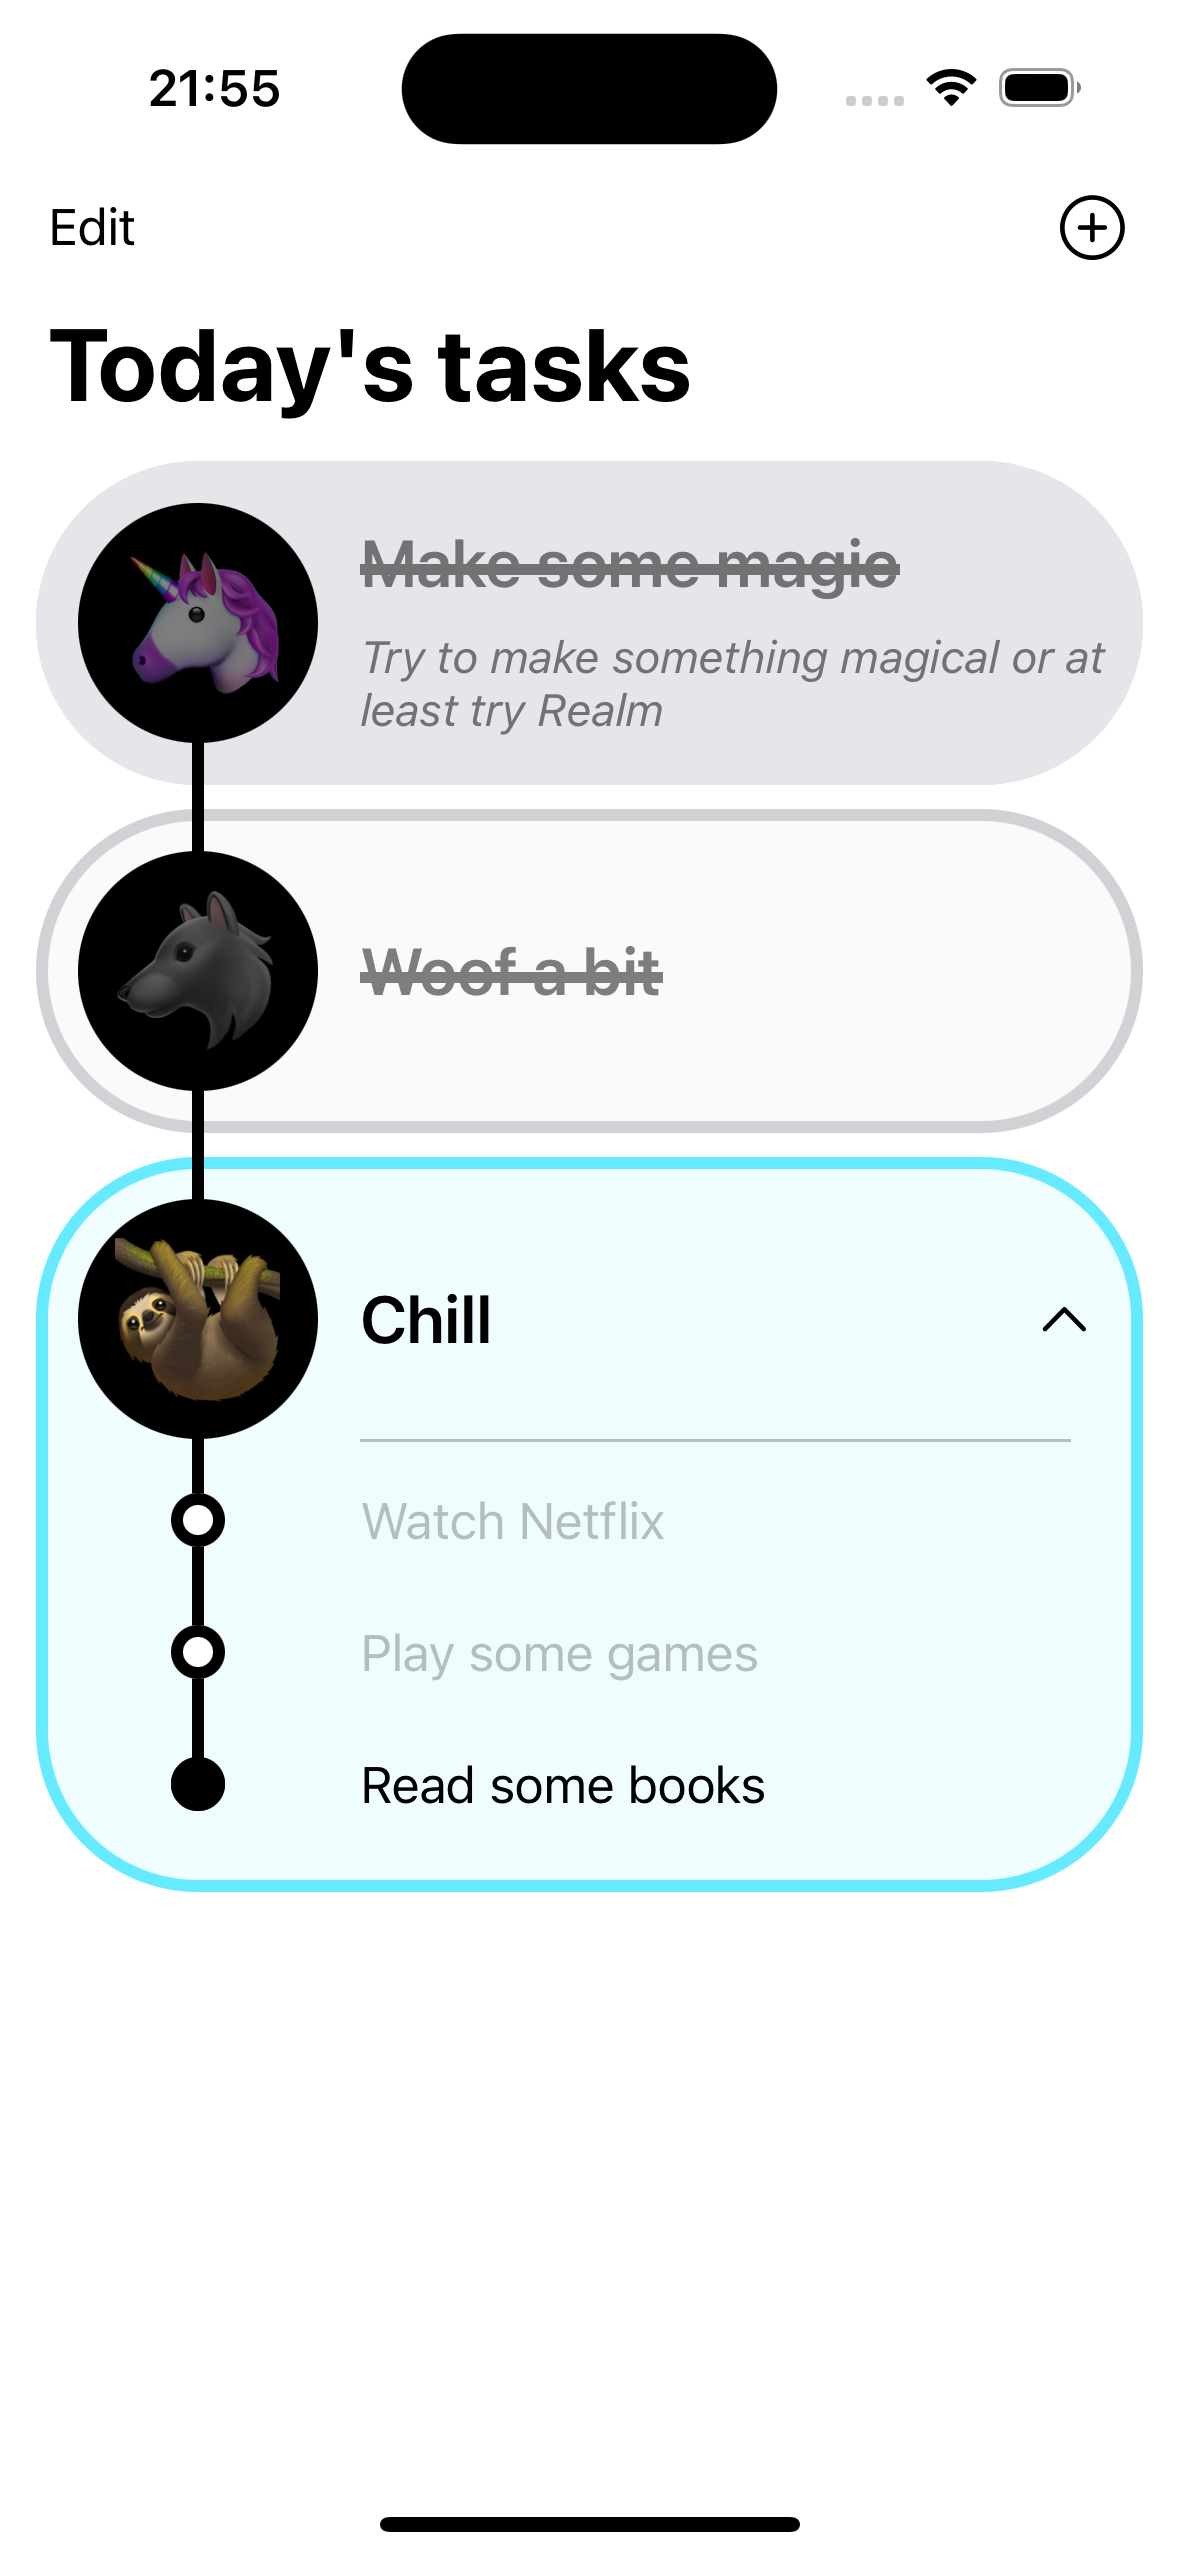 21:55
Edit
Today's tasks
Make some magic
Try to make something magical or at
least try Realm
Woof a bit
Chill
Watch Netflix
Play some games
Read some books